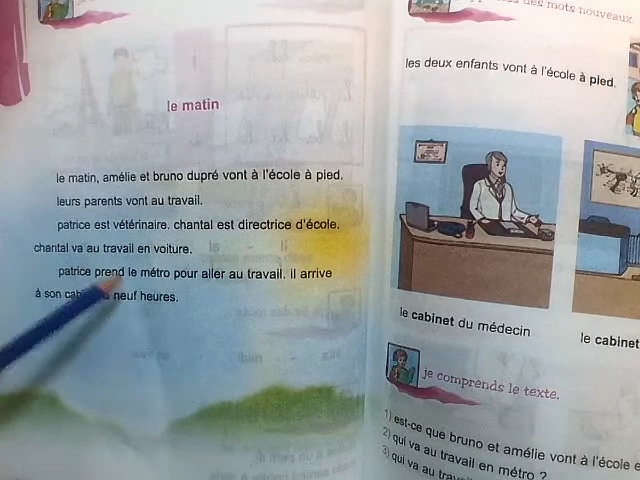 des mots nouveaux.
le matin
le matin, amélie et bruno dupré vont à l'école à pied.
leurs parents vont au travail.
patrice est vétérinaire. chantal est directrice d'école.
chantal va au travail en voiture.
patrice prend le métro pour aller au travail. il arrive
à son neuf heures.
les deux enfants vont à l'école à pied.
le cabinet du médecin
le cabinet
je comprends le texte.
1) est-ce que bruno et amélie vont à l'école
2) qui va au travail en métro ?
3) qui va au